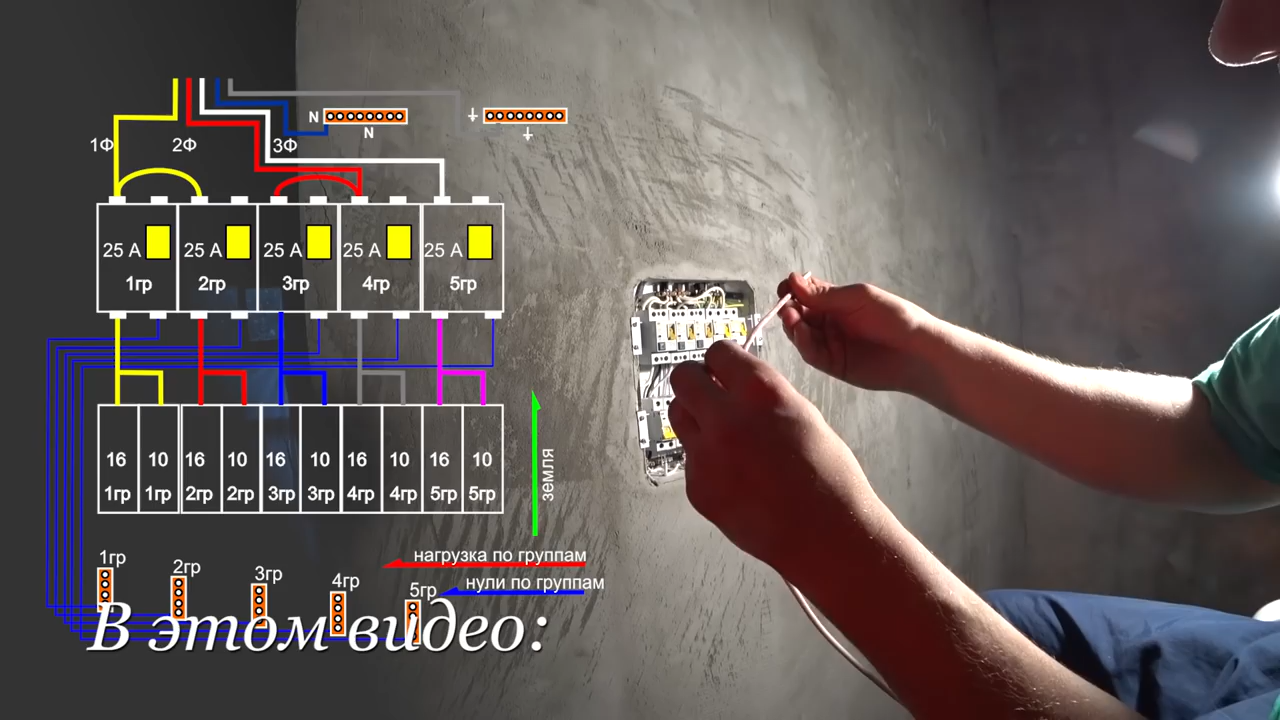 N
N
1Ф 2Ф 3Ф
25 А 25 А 25 А 25 А 25 А
1гр 2гр 3гр 4гр 5гр
16 10 16 10 16 10 16 10 16 10
1гр 1гр 2гр 2гр 3гр 3гр 4гр 4гр 5гр 5гр
земля
нагрузка по группам
нули по группам
1гр 2гр 3гр 4гр 5гр
В этом видео: